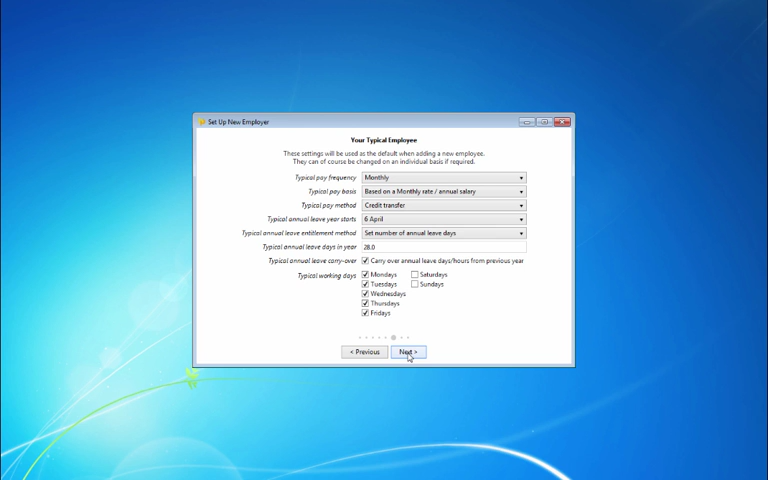 Set Up New Employer
Your Typical Employee
These settings will be used as the default when adding a new employee.
They can of course be changed on an individual basis if required.
Typical pay frequency Monthly
Typical pay basis Based on a Monthly rate / annual salary
Typical pay method Credit transfer
Typical annual leave year starts 6 April
Typical annual leave entitlement method Set number of annual leave days
Typical annual leave days in year 28.0
Typical annual leave carry-over Carry over annual leave days/hours from previous year
Typical working days Mondays Saturdays
Tuesdays Sundays
Wednesdays
Thursdays
Fridays
< Previous Next >